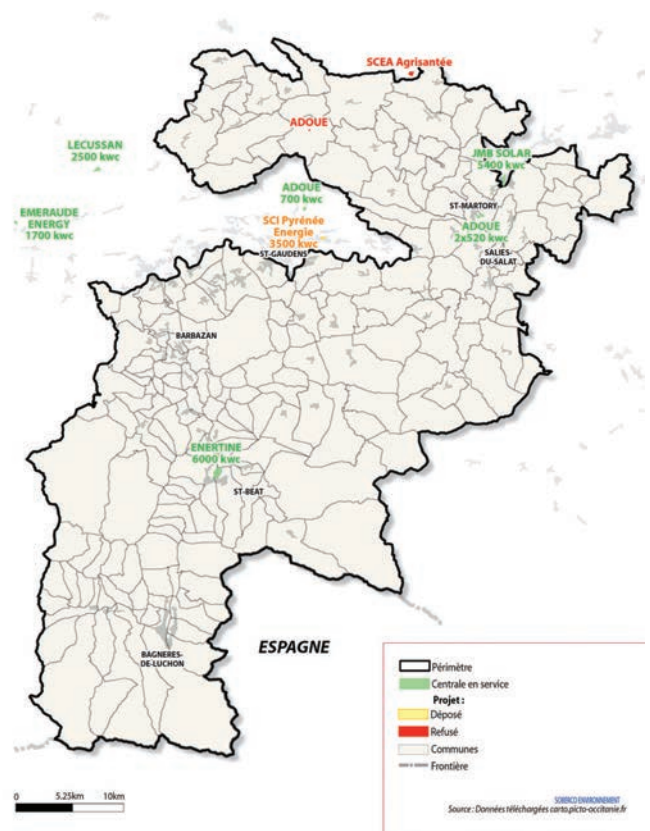 SCEA Agrisantée
ADOUE
LECUSSAN
2500 kwc
JMB SOLAR
5400 kwc
ADOUE
700 kwc
ST-MARTORY
EMERAUDE
ENERGY
1700 kwc
SCI Pyrénée
Energie
3500 kwc
ADOUE
2x520 kwc
ST-GAUDENS
SALIES-
DU-SALAT
BARBAZAN
ENERTINE
6000 kwc
ST-BEAT
ESPAGNE
BAGNERES-
DE-LUCHON
Périmètre
Centrale en service
Projet :
Déposé
Refusé
Communes
Frontière
0 5.25km 10km
SOBERCO ENVIRONNEMENT
Source : Données téléchargées carto.picto-occitanie.fr